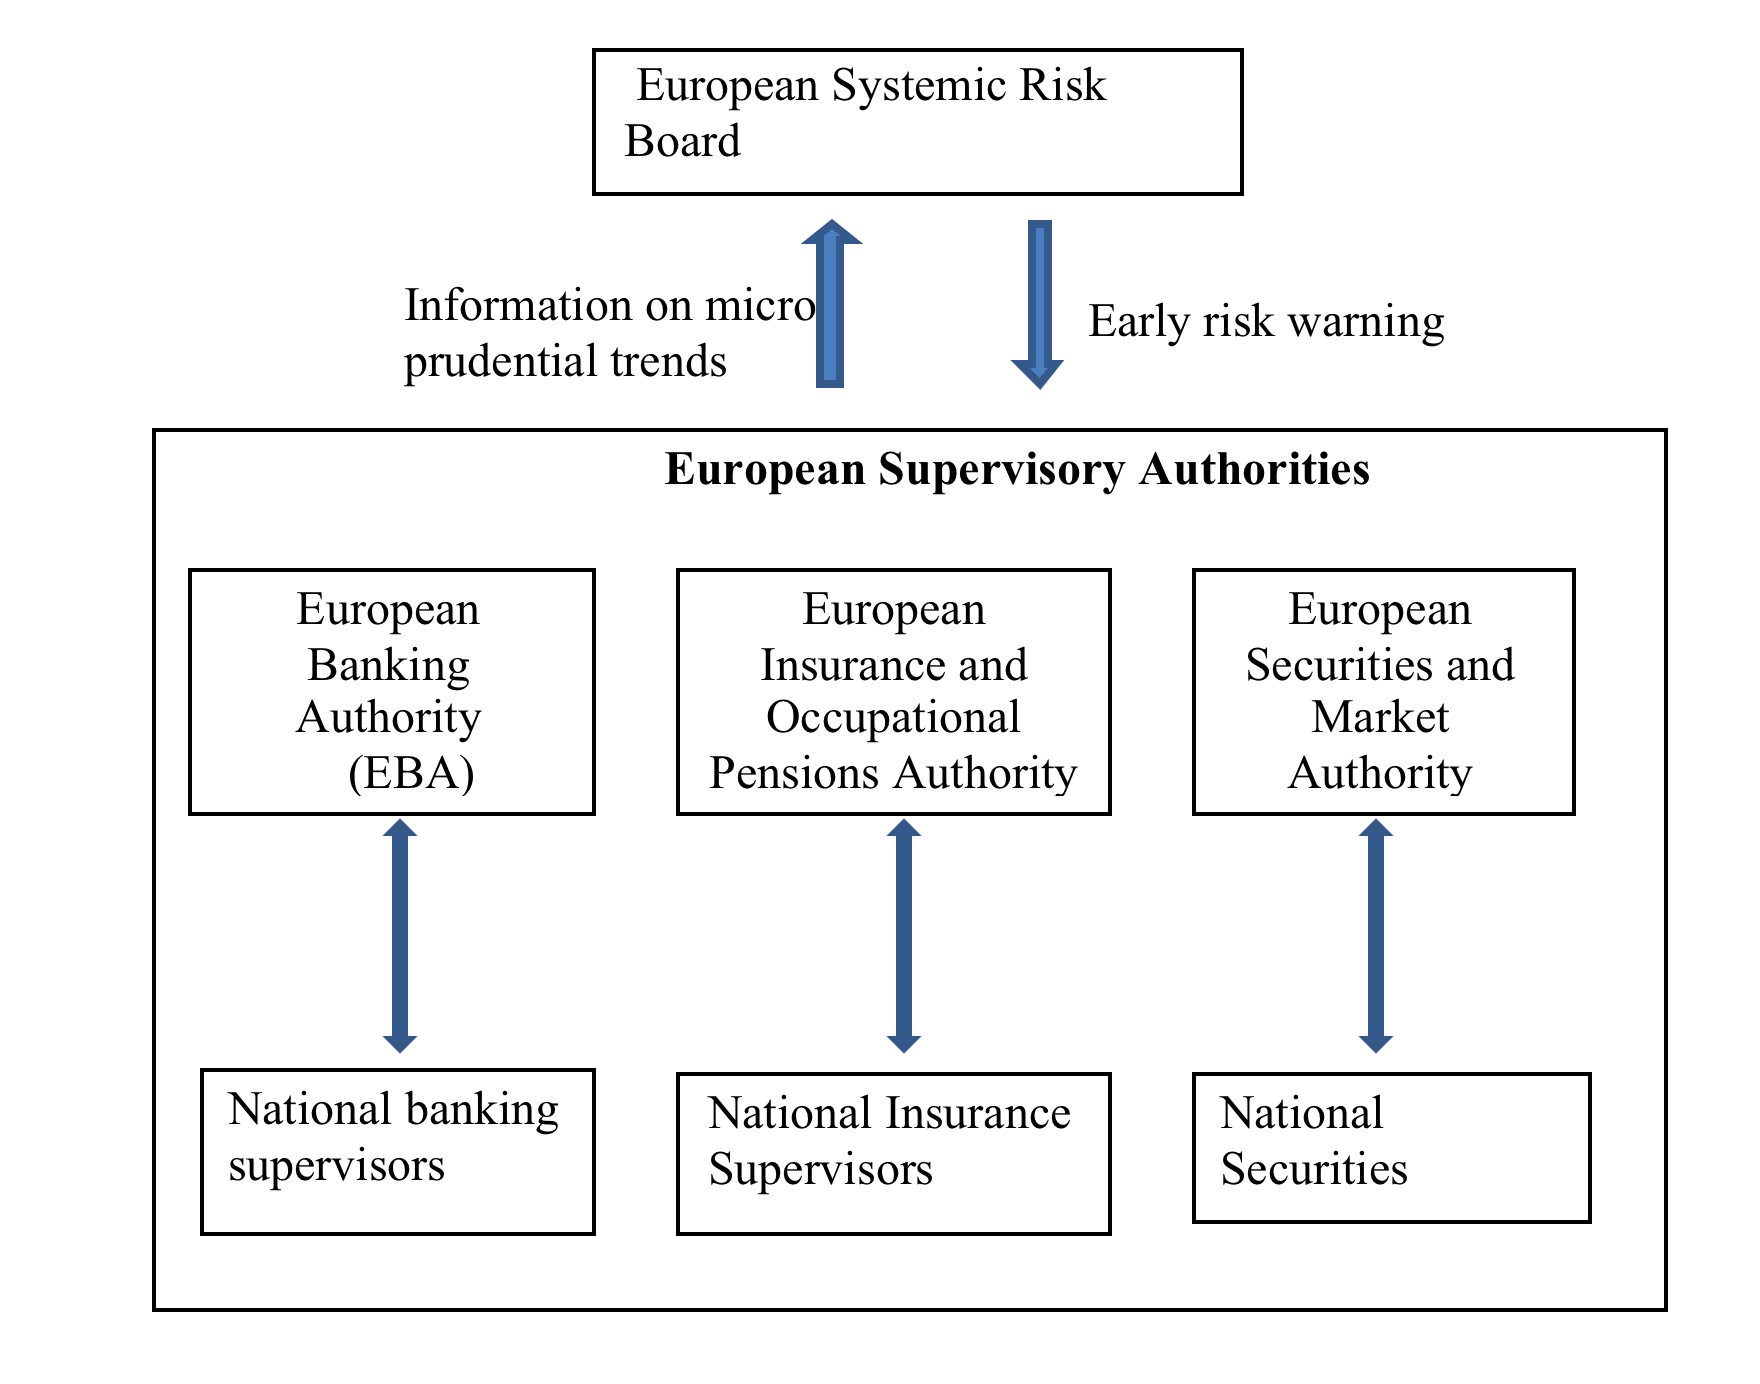 European Systemic Risk
Board
Information on micro
prudential trends
Early risk warning
European Supervisory Authorities
European
Banking
Authority
(EBA)
European
Insurance and
Occupational
Pensions Authority
European
Securities and
Market
Authority
National banking
supervisors
National Insurance
Supervisors
National
Securities